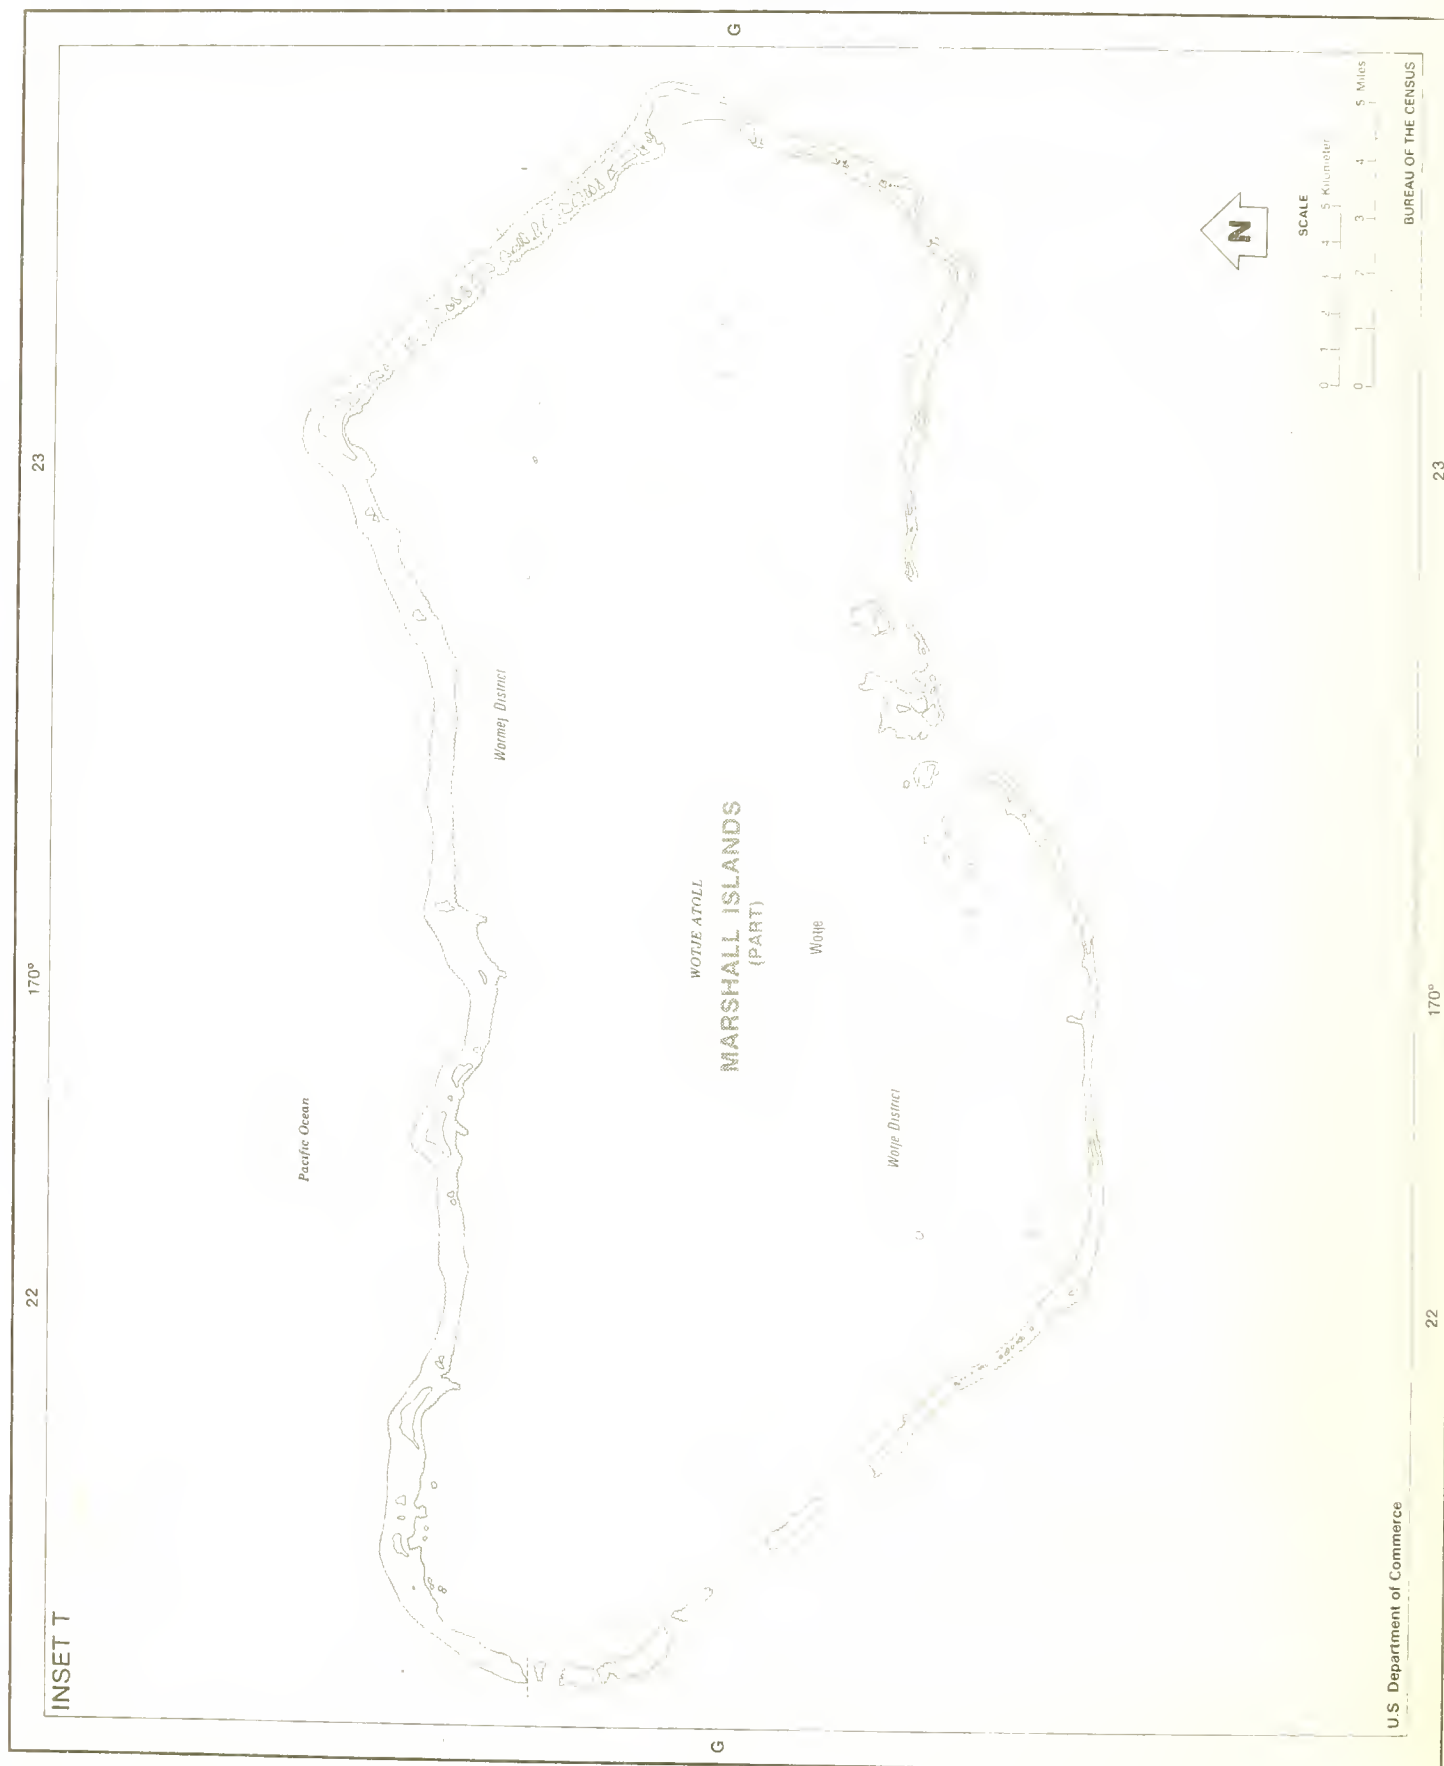 INSET T
22
170°
23
G
G
Pacific Ocean
Wormej District
WOTJE ATOLL
MARSHALL ISLANDS
(PART)
Wotje
Wotje District
N
SCALE
0 1 2 3 4 5 Kilometer
0 1 2 3 4 5 Miles
U.S. Department of Commerce
BUREAU OF THE CENSUS
22
170°
23